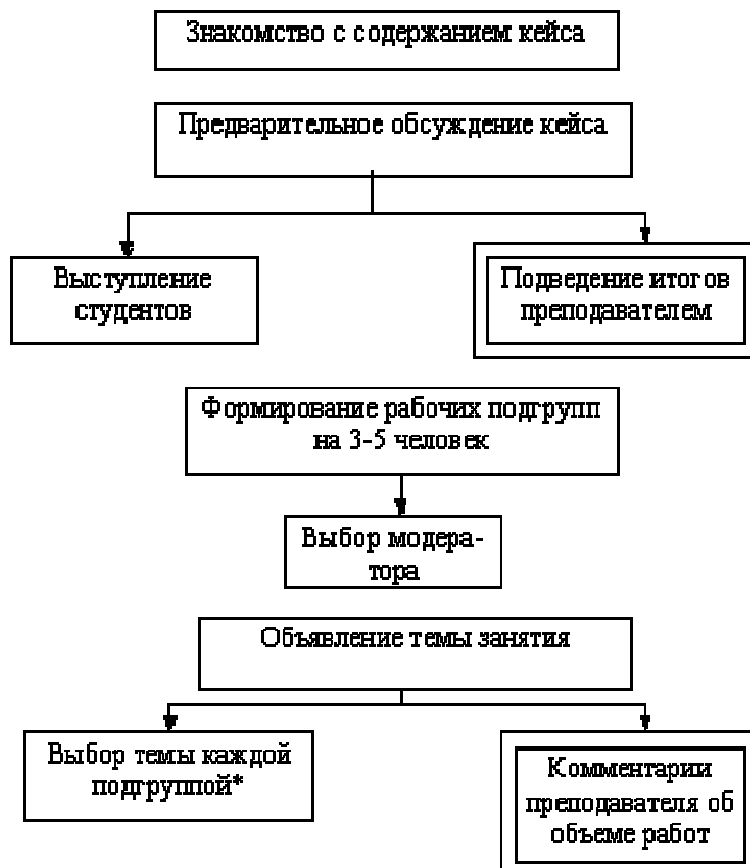 Знакомство с содержанием кейса
Предварительное обсуждение кейса
Выступление
студентов
Подведение итогов
преподавателем
Формирование рабочих подгрупп
на 3-5 человек
Выбор модера-
тора
Объявление темы занятия
Выбор темы каждой
подгруппой*
Комментарии
преподавателя об
объеме работ